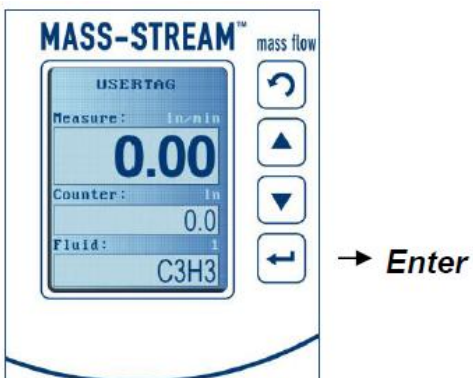 MASS-STREAM™ mass flow
USERTAG
Measure: ln/min
0.00
Counter: ln
0.0
Fluid: 1
C3H3
→ Enter